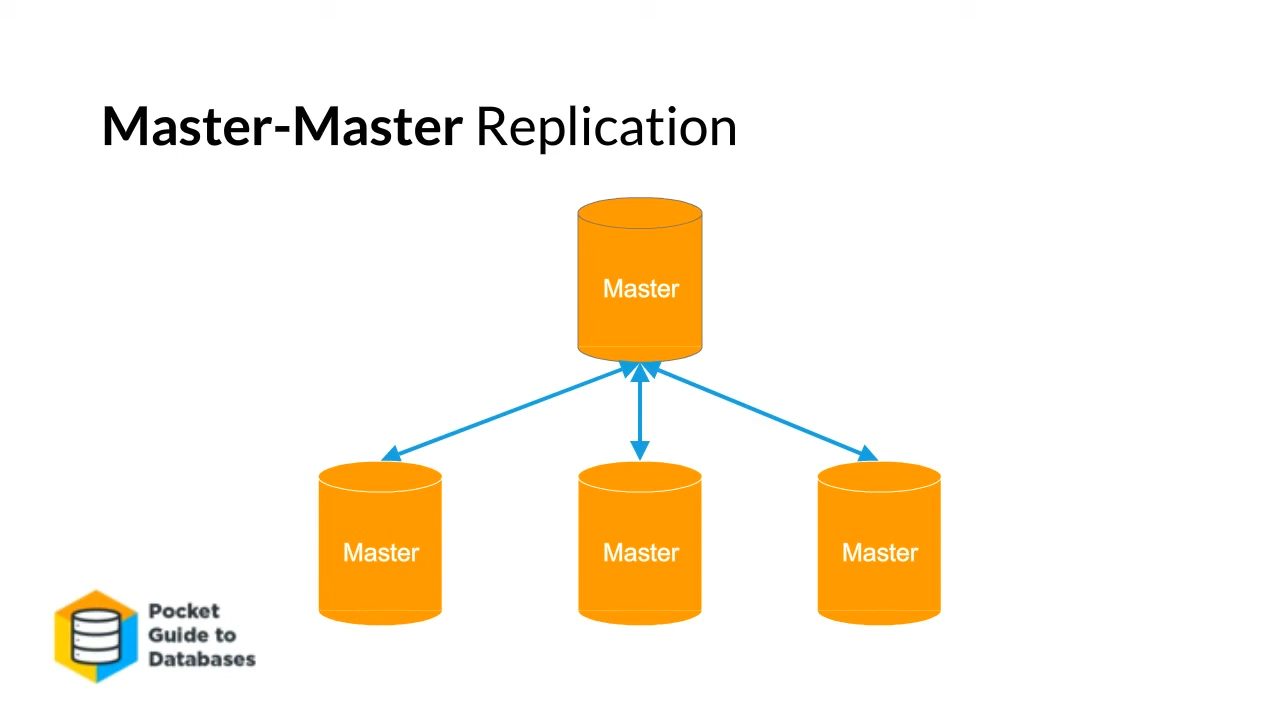 Master-Master Replication
Master
Master
Master
Master
Pocket
Guide to
Databases